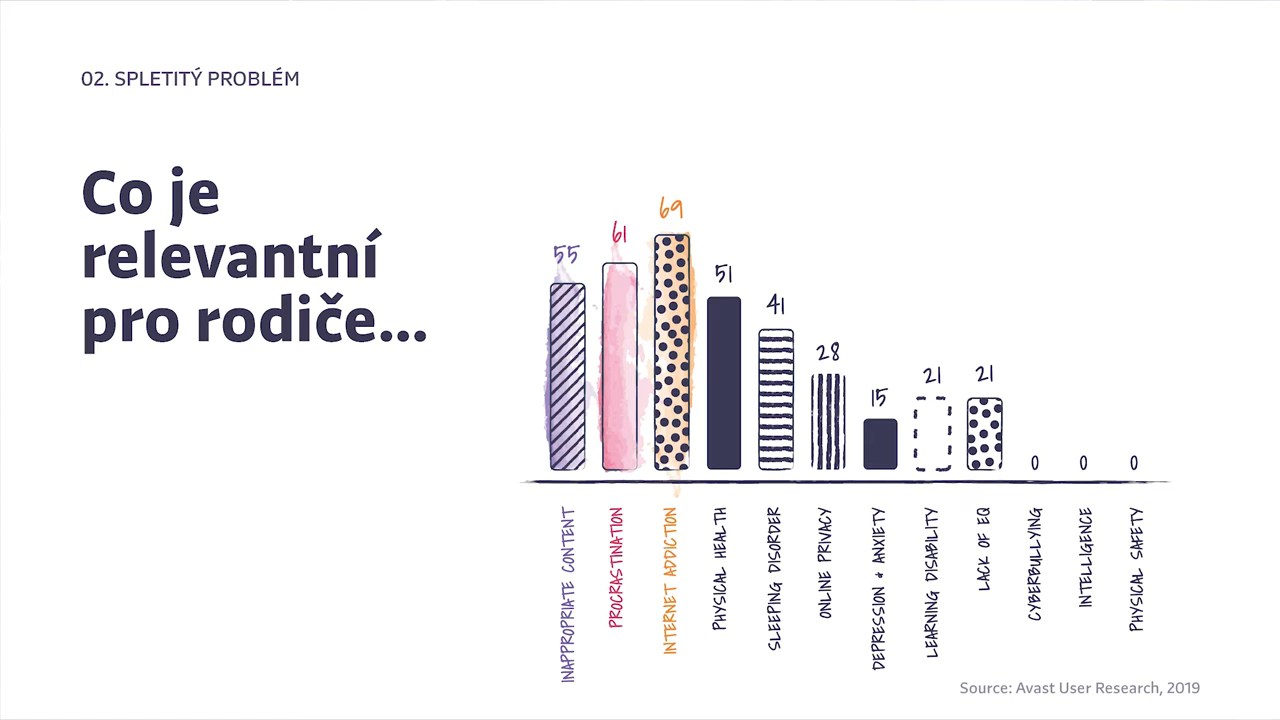 02. SPLETITÝ PROBLÉM
Co je
relevantní
pro rodiče...
55
61
69
51
41
28
15
21
21
0
0
0
INAPPROPRIATE CONTENT
PROCRASTINATION
INTERNET ADDICTION
PHYSICAL HEALTH
SLEEPING DISORDER
ONLINE PRIVACY
DEPRESSION & ANXIETY
LEARNING DISABILITY
LACK OF EQ
CYBERBULLYING
INTELLIGENCE
PHYSICAL SAFETY
Source: Avast User Research, 2019